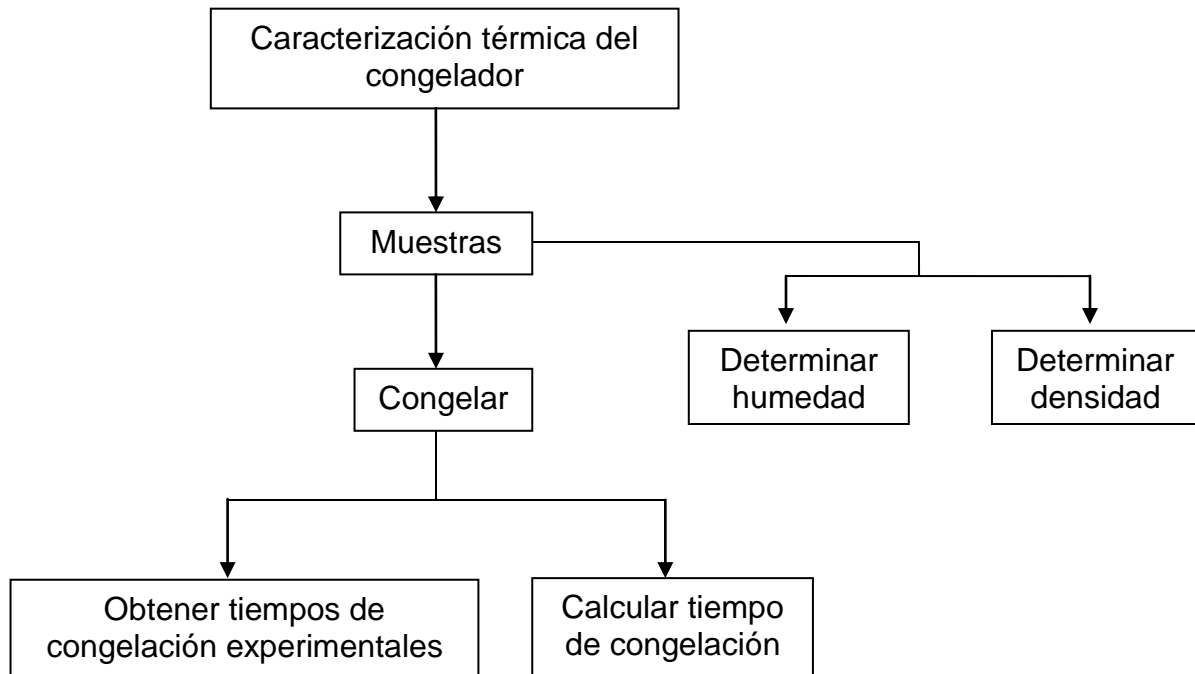 Caracterización térmica del
congelador
Muestras
Determinar
humedad
Determinar
densidad
Congelar
Obtener tiempos de
congelación experimentales
Calcular tiempo
de congelación